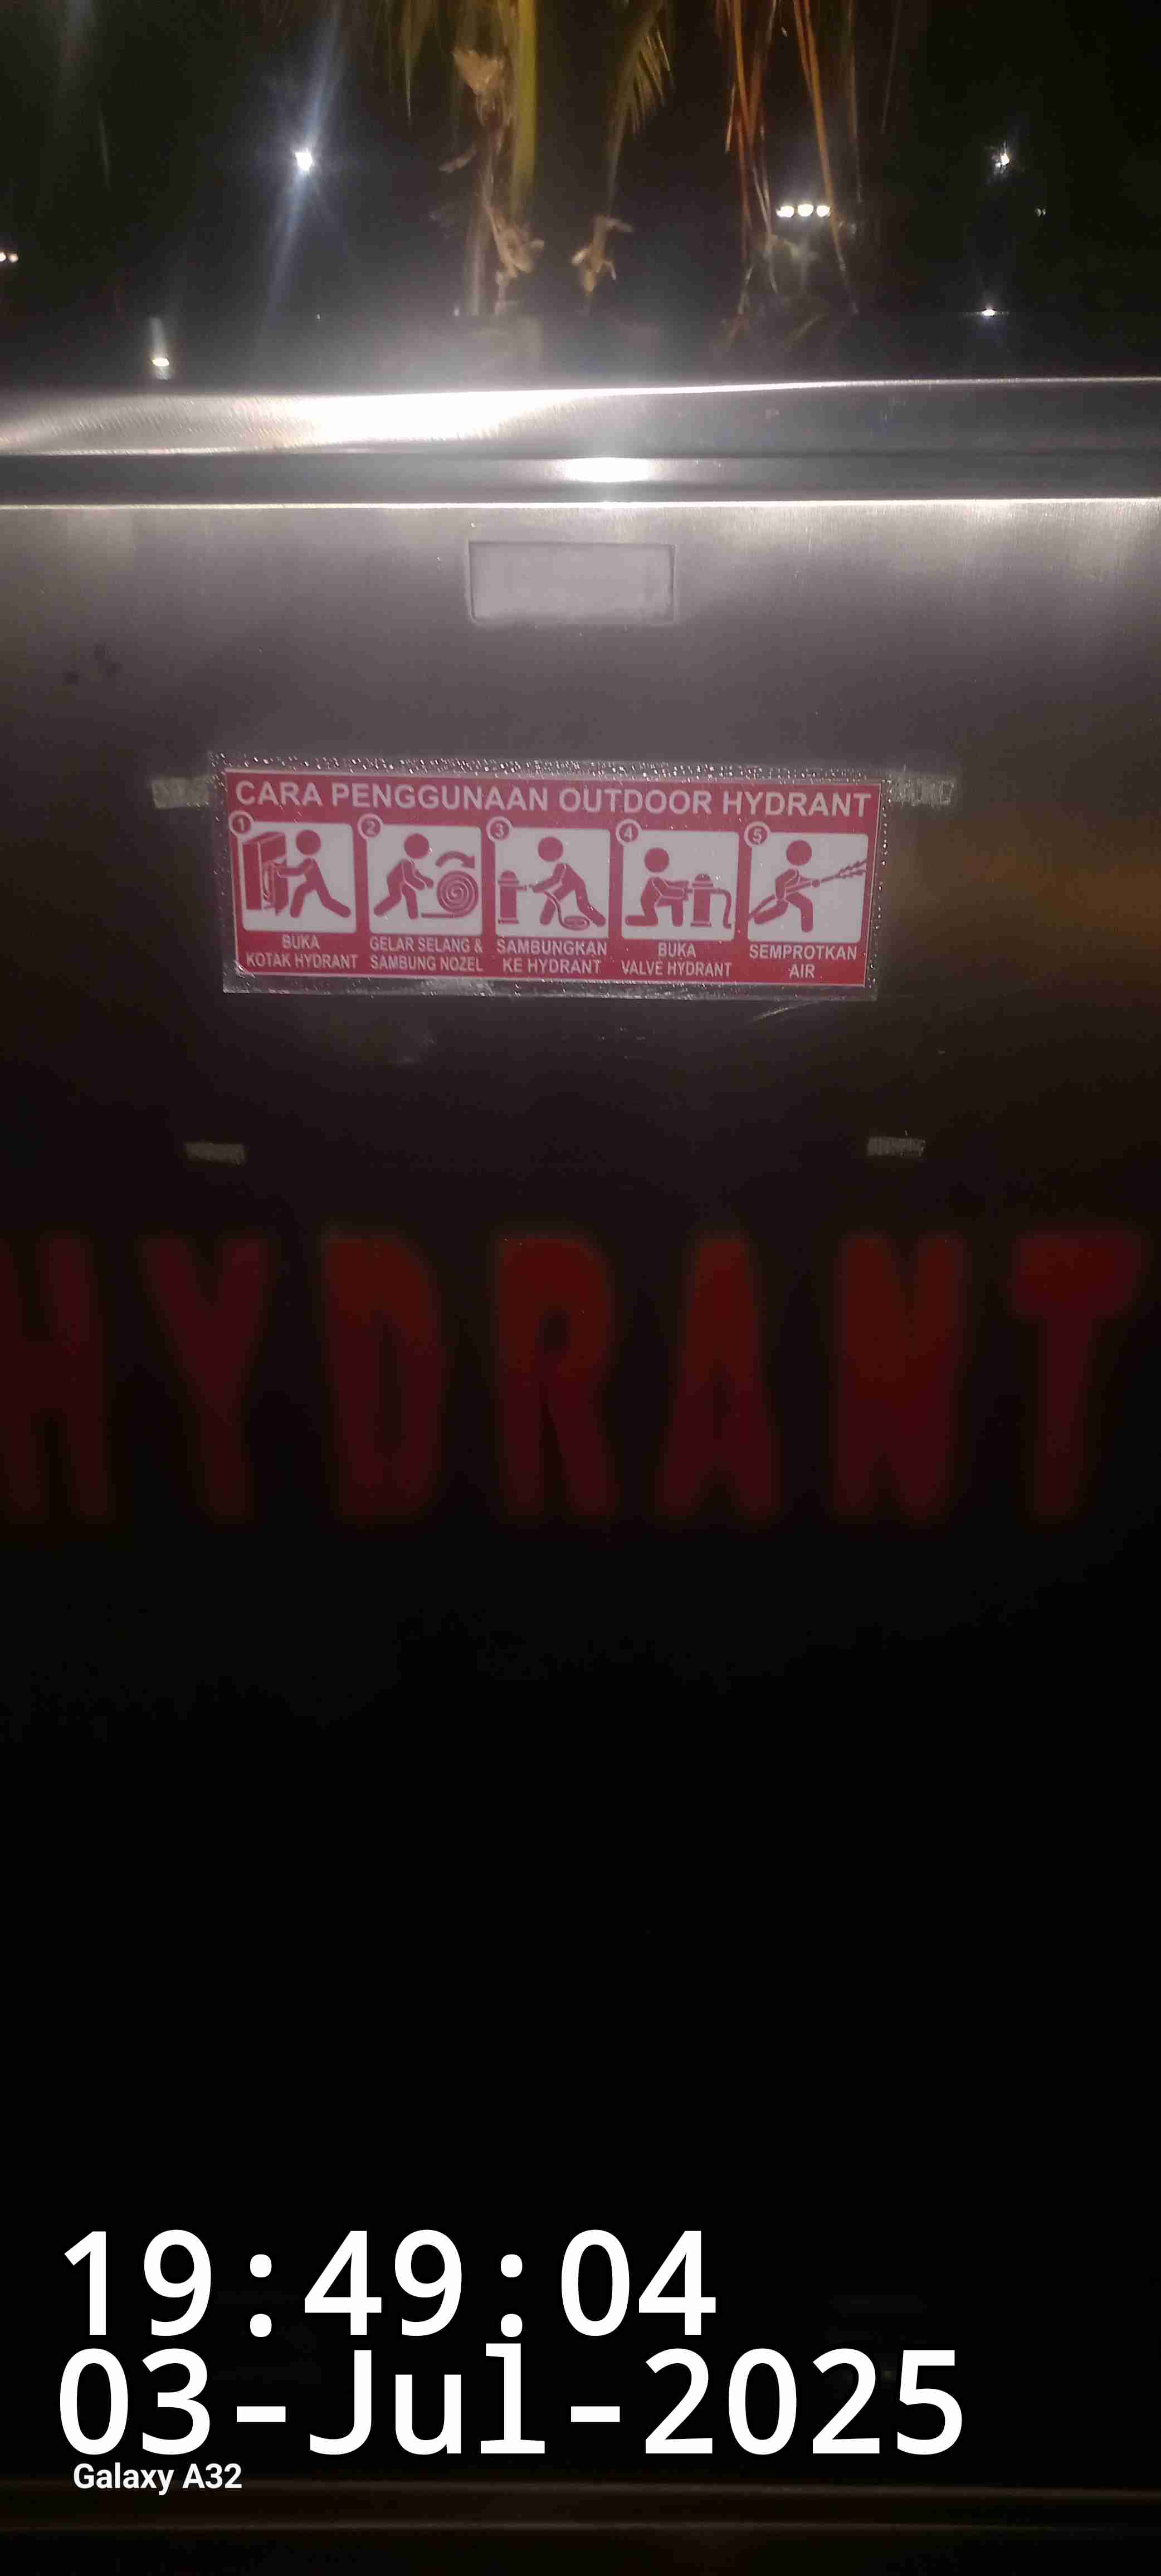 CARA PENGGUNAAN OUTDOOR HYDRANT
1 2 3 4 5
BUKA
KOTAK HYDRANT
GELAR SELANG &
SAMBUNG NOZEL
SAMBUNGKAN
KE HYDRANT
BUKA
VALVE HYDRANT
SEMPROTKAN
AIR
HYDRANT
19:49:04
03-Jul-2025
Galaxy A32